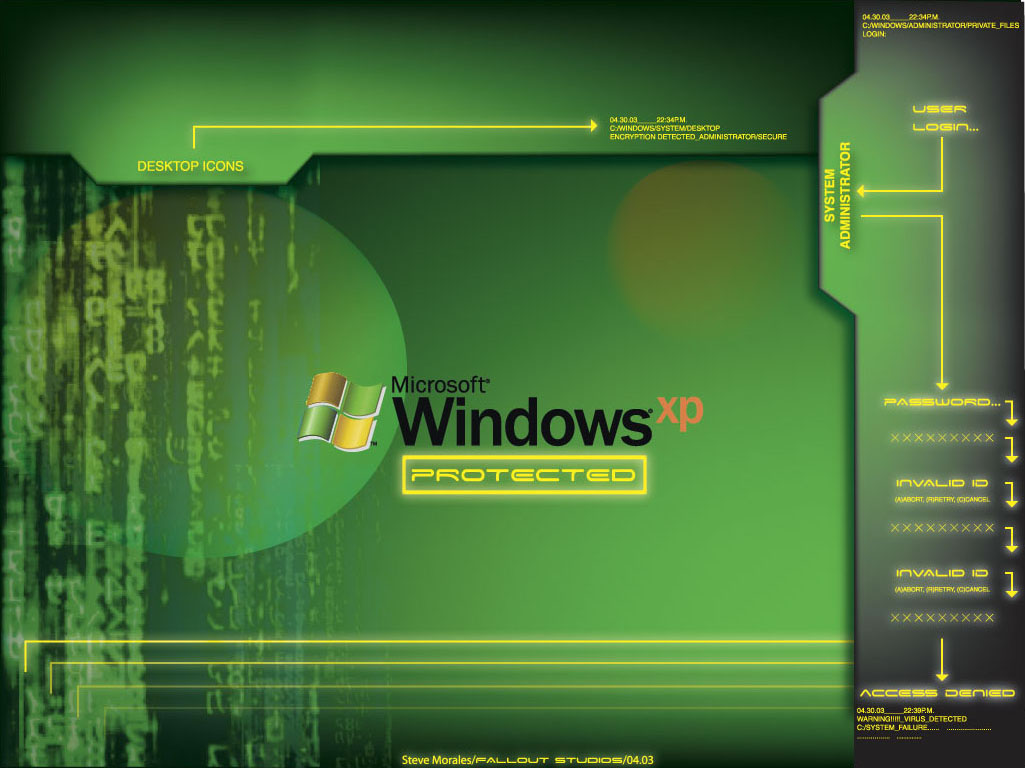 04.30.03_____22:34P.M.
C:/WINDOWS/ADMINISTRATOR/PRIVATE_FILES
LOGIN:
USER
LOGIN...
04.30.03_____22:34P.M.
C:/WINDOWS/SYSTEM/DESKTOP
ENCRYPTION DETECTED_ADMINISTRATOR/SECURE
DESKTOP ICONS
SYSTEM
ADMINISTRATOR
Microsoft®
Windows® xp
TM
PROTECTED
PASSWORD...
XXXXXXXXX
INVALID ID
(A)ABORT, (R)RETRY, (C)CANCEL
XXXXXXXXX
INVALID ID
(A)ABORT, (R)RETRY, (C)CANCEL
XXXXXXXXX
ACCESS DENIED
04.30.03_____22:39P.M.
WARNING!!!!!_VIRUS_DETECTED
C:/SYSTEM_FAILURE...... ......................
................ ............
Steve Morales/FALLOUT STUDIOS/04.03